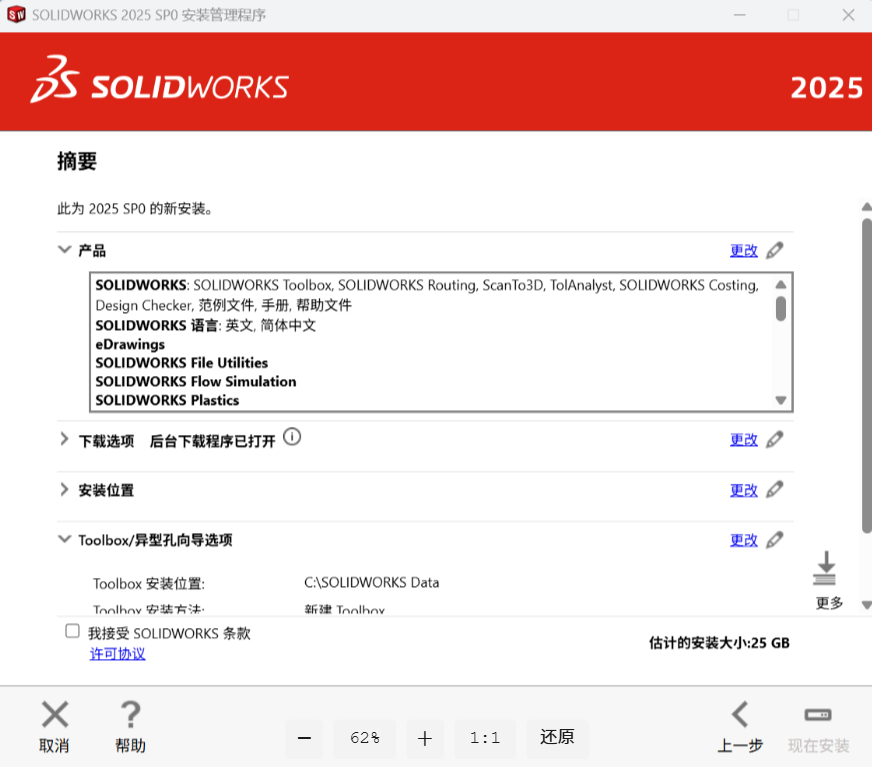 SOLIDWORKS 2025 SP0 安装管理程序
SOLIDWORKS
2025
摘要
此为 2025 SP0 的新安装。
产品 更改
SOLIDWORKS: SOLIDWORKS Toolbox, SOLIDWORKS Routing, ScanTo3D, TolAnalyst, SOLIDWORKS Costing,
Design Checker, 范例文件, 手册, 帮助文件
SOLIDWORKS 语言: 英文, 简体中文
eDrawings
SOLIDWORKS File Utilities
SOLIDWORKS Flow Simulation
SOLIDWORKS Plastics
下载选项 后台下载程序已打开 更改
安装位置 更改
Toolbox/异型孔向导选项 更改
Toolbox 安装位置: C:\SOLIDWORKS Data
Toolbox 安装方法: 新建 Toolbox
更多
我接受 SOLIDWORKS 条款
许可协议
估计的安装大小:25 GB
取消 帮助 62% 1:1 还原 上一步 现在安装